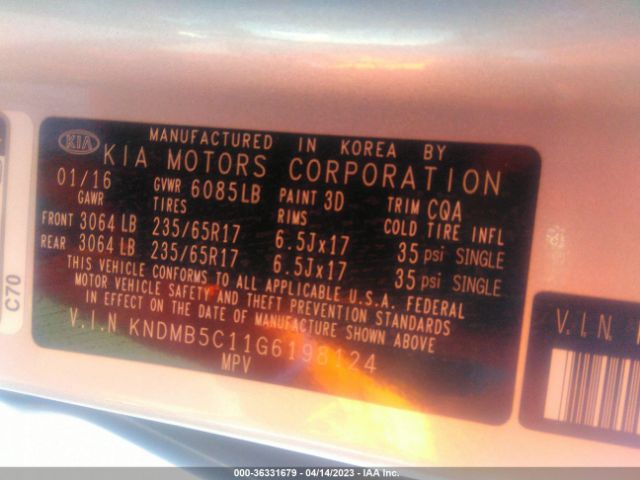 KIA
MANUFACTURED IN KOREA BY
KIA MOTORS CORPORATION
01/16 GVWR 6085LB PAINT 3D TRIM CQA
GAWR TIRES RIMS COLD TIRE INFL
FRONT 3064 LB 235/65R17 6.5Jx17 35 psi SINGLE
REAR 3064 LB 235/65R17 6.5Jx17 35 psi SINGLE
THIS VEHICLE CONFORMS TO ALL APPLICABLE U.S.A. FEDERAL
MOTOR VEHICLE SAFETY AND THEFT PREVENTION STANDARDS
IN EFFECT ON THE DATE OF MANUFACTURE SHOWN ABOVE
V.I.N KNDMB5C11G6198124
MPV
C70
V.I.N.
000-36331679 - 04/14/2023 - IAA Inc.